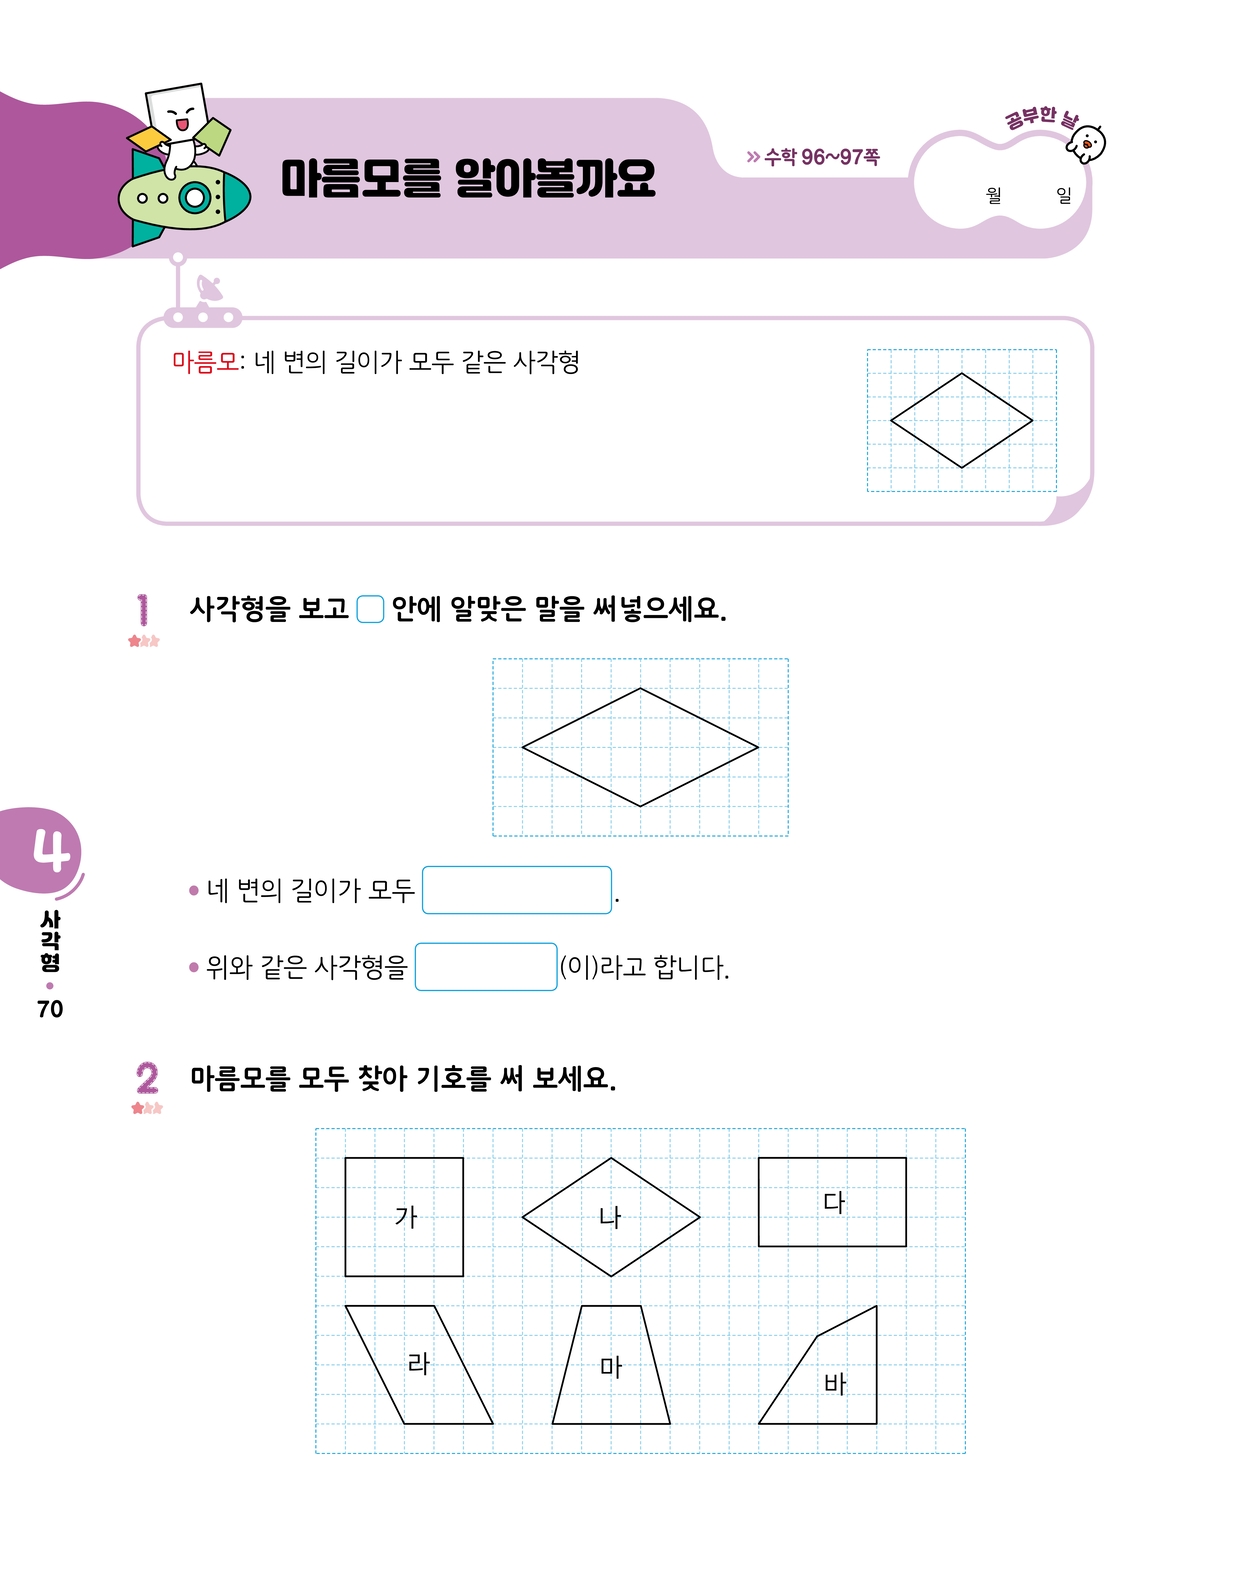 마름모를 알아볼까요
수학 96~97쪽
공부한 날
월 일
마름모: 네 변의 길이가 모두 같은 사각형
1 사각형을 보고 □ 안에 알맞은 말을 써넣으세요.
네 변의 길이가 모두 .
위와 같은 사각형을 (이)라고 합니다.
4
사각형
70
2 마름모를 모두 찾아 기호를 써 보세요.
가 나 다
라 마 바